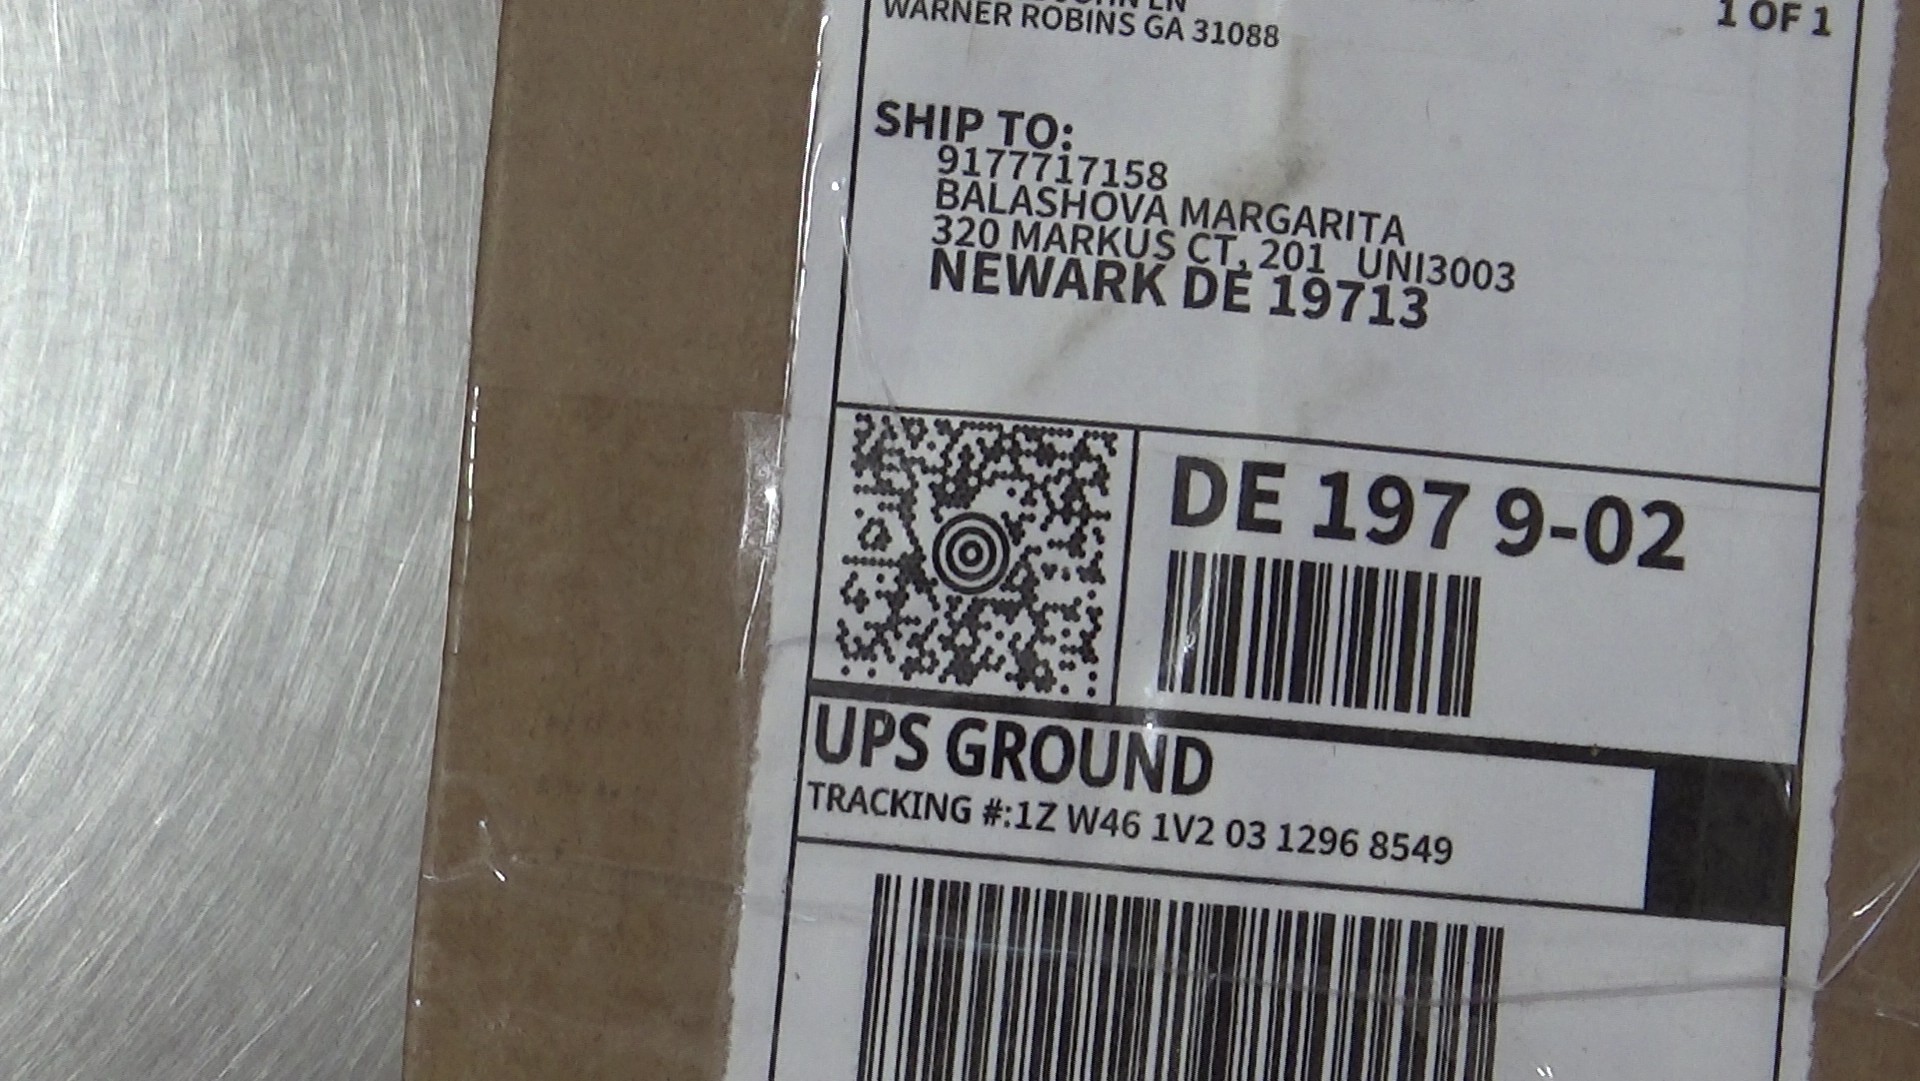 WARNER ROBINS GA 31088
1 OF 1
SHIP TO:
9177717158
BALASHOVA MARGARITA
320 MARKUS CT, 201 UNI3003
NEWARK DE 19713
DE 197 9-02
UPS GROUND
TRACKING #:1Z W46 1V2 03 1296 8549